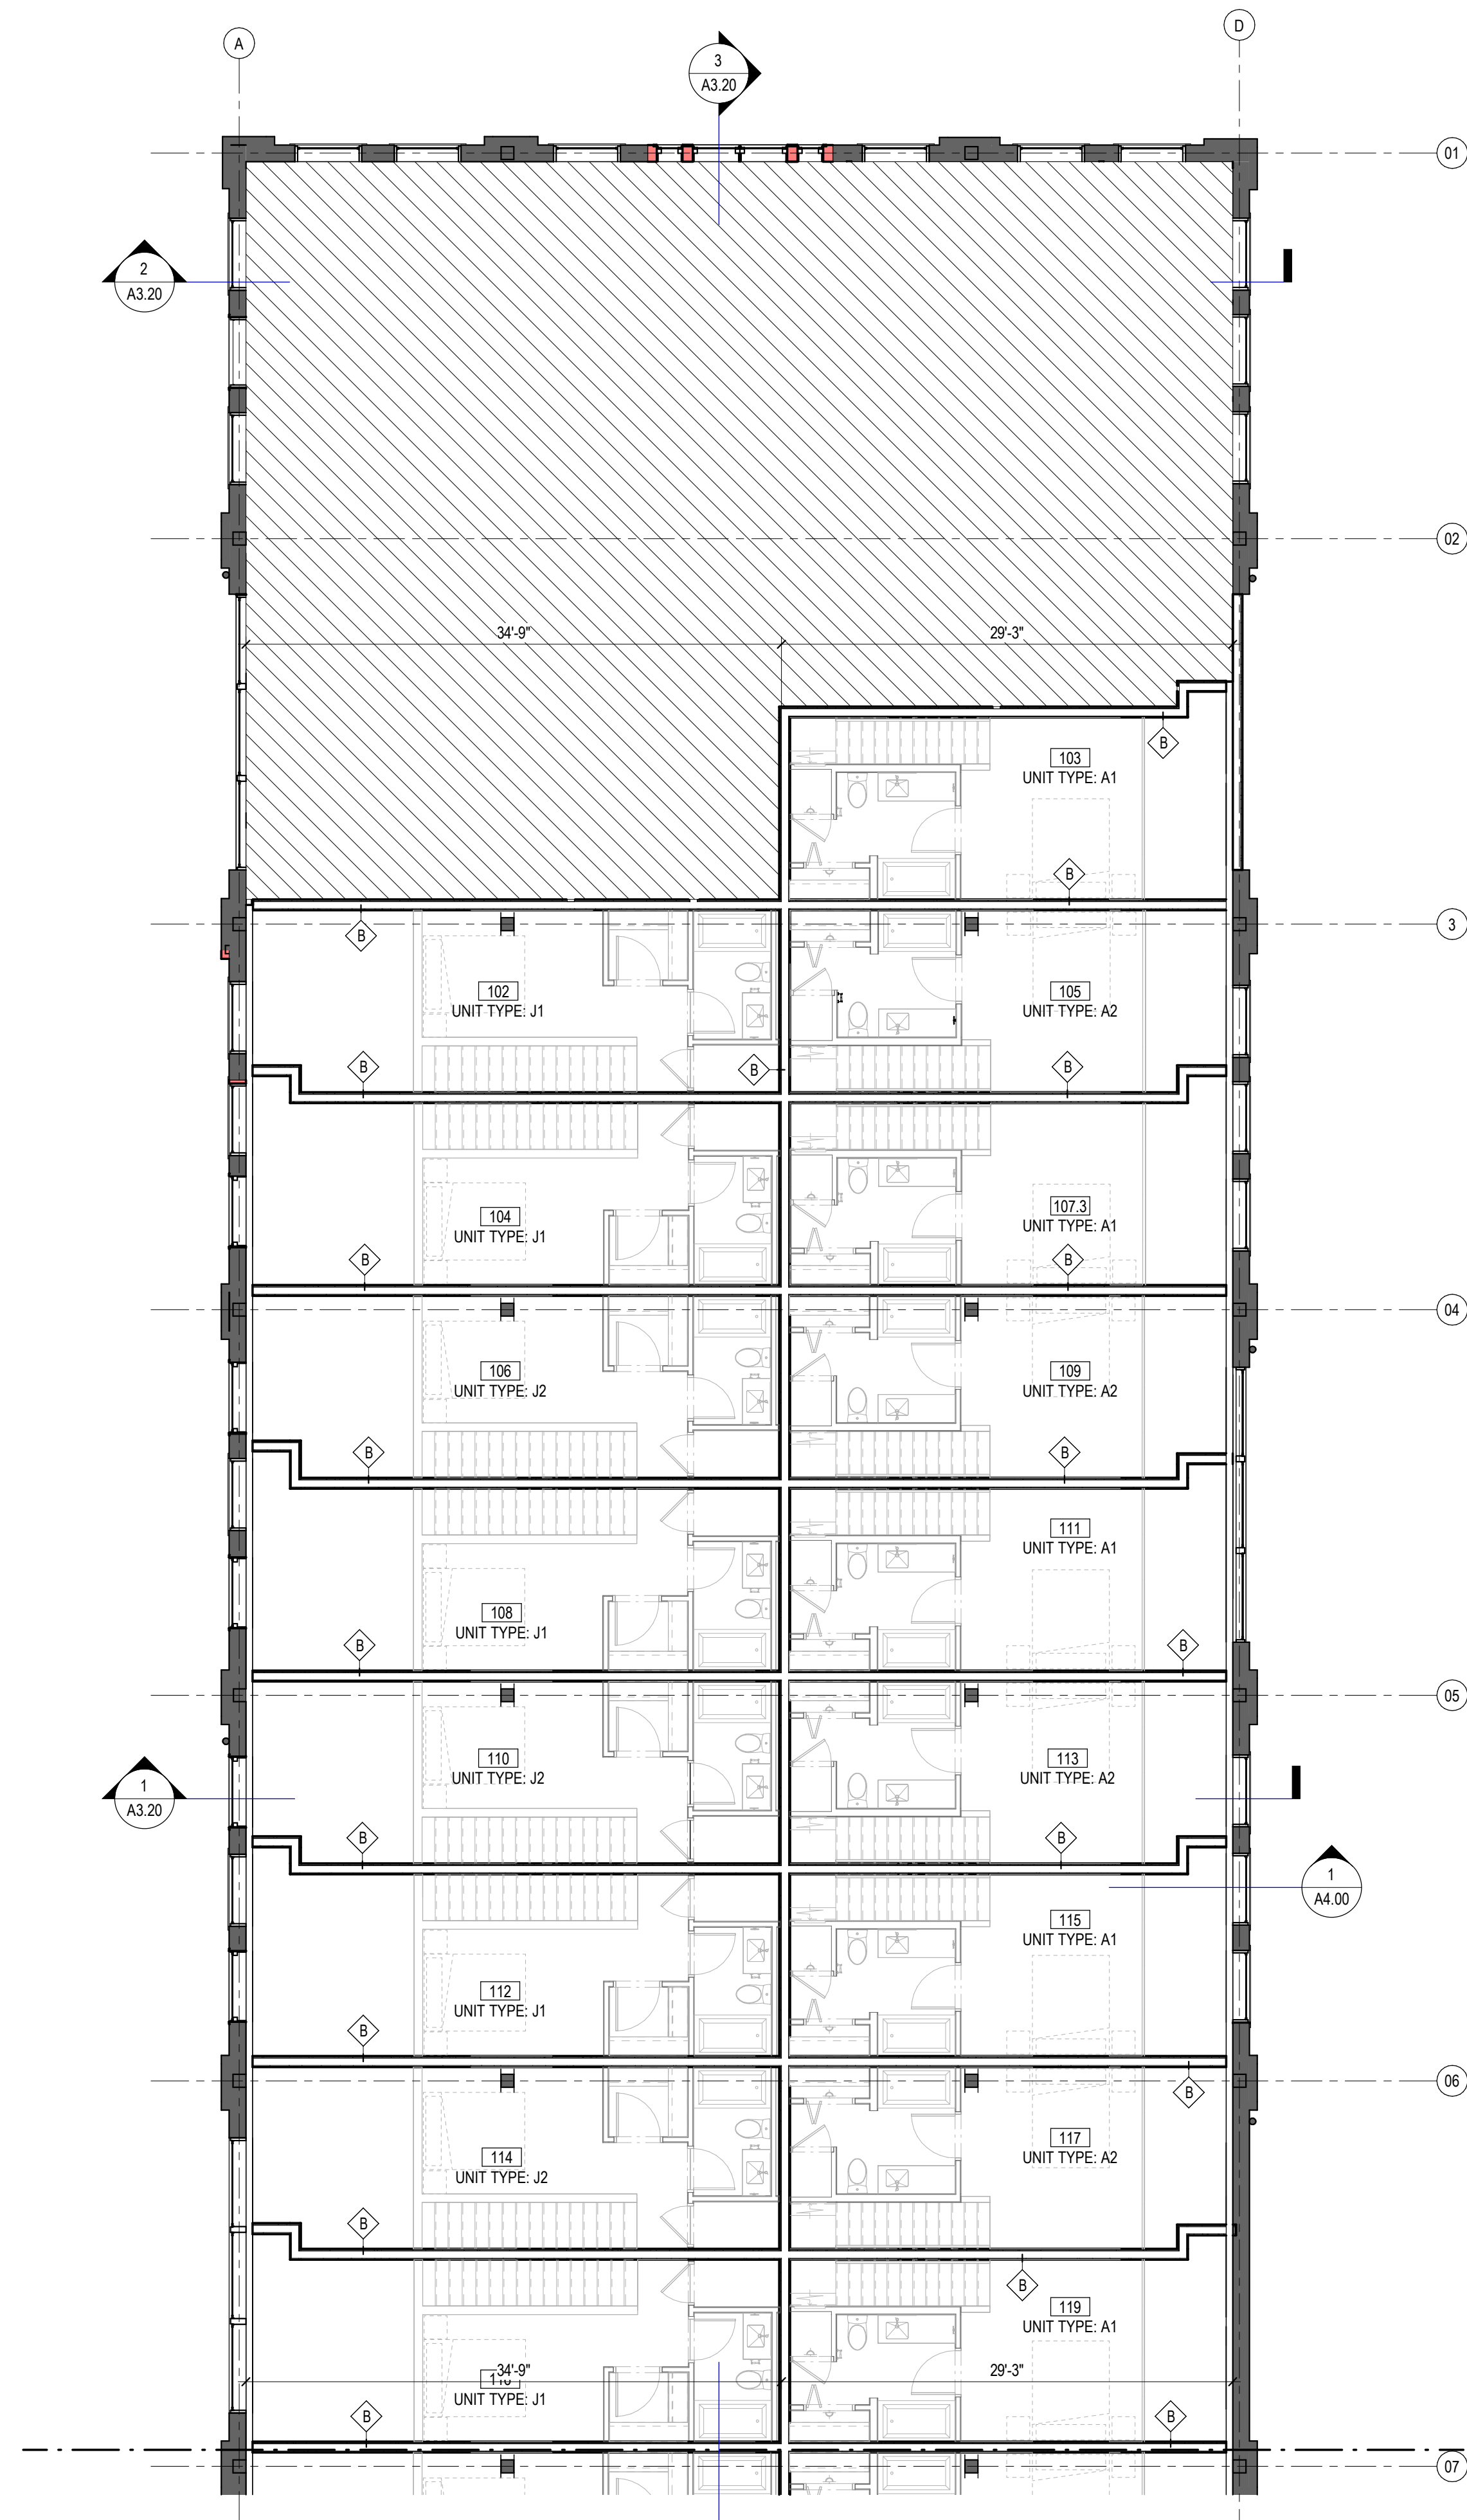 A
D
3
A3.20
01
2
A3.20
02
34'-9"
29'-3"
B
103
UNIT TYPE: A1
B
B
3
102
UNIT TYPE: J1
105
UNIT TYPE: A2
B
B
B
104
UNIT TYPE: J1
107.3
UNIT TYPE: A1
B
B
04
106
UNIT TYPE: J2
109
UNIT TYPE: A2
B
B
111
UNIT TYPE: A1
108
UNIT TYPE: J1
B
B
05
110
UNIT TYPE: J2
113
UNIT TYPE: A2
1
A3.20
B
B
1
A4.00
115
UNIT TYPE: A1
112
UNIT TYPE: J1
B
B
06
114
UNIT TYPE: J2
117
UNIT TYPE: A2
B
B
119
UNIT TYPE: A1
34'-9"
29'-3"
UNIT TYPE: J1
B
B
07